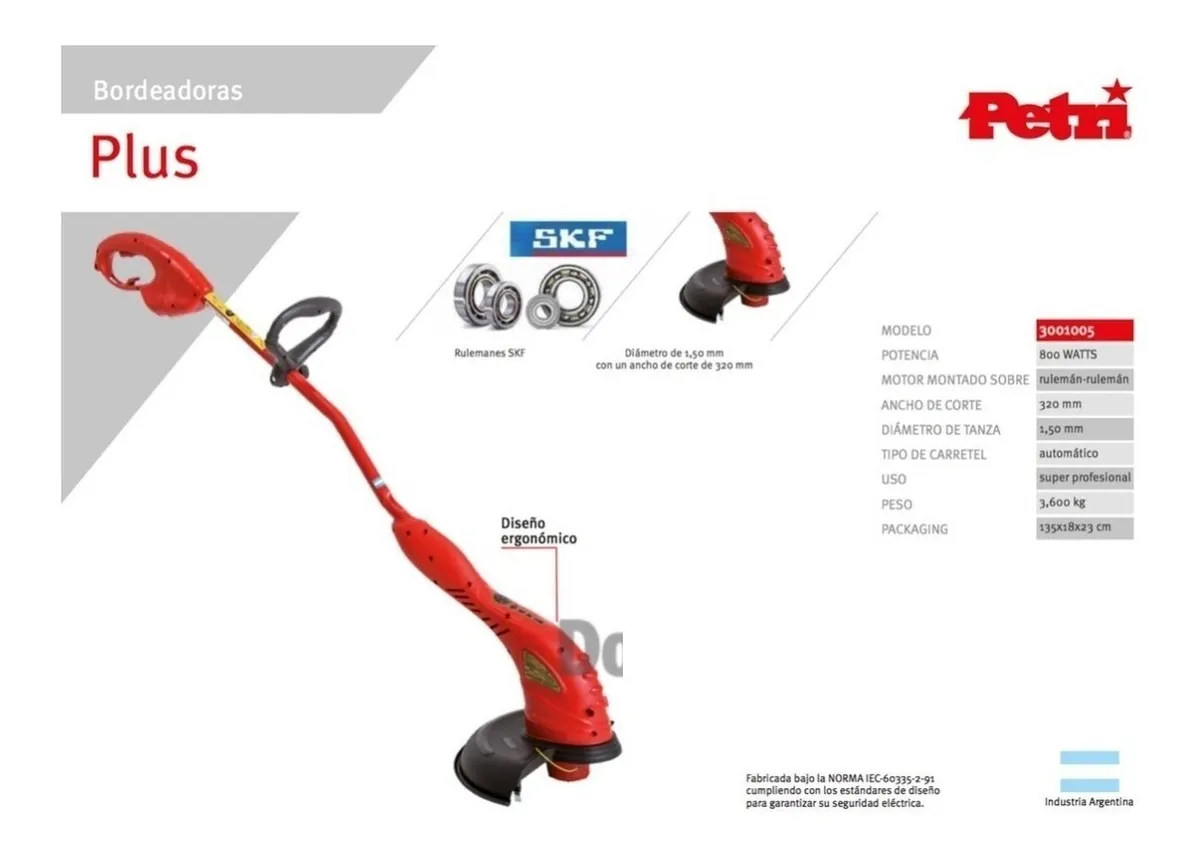 Bordeadoras
Plus
Petri
SKF
Rulemanes SKF
Diámetro de 1,50 mm
con un ancho de corte de 320 mm
MODELO 3001005
POTENCIA 800 WATTS
MOTOR MONTADO SOBRE rulemán-rulemán
ANCHO DE CORTE 320 mm
DIÁMETRO DE TANZA 1,50 mm
TIPO DE CARRETEL automático
USO super profesional
PESO 3,600 kg
PACKAGING 135x18x23 cm
Diseño
ergonómico
Do
Fabricada bajo la NORMA IEC-60335-2-91
cumpliendo con los estándares de diseño
para garantizar su seguridad eléctrica.
Industria Argentina